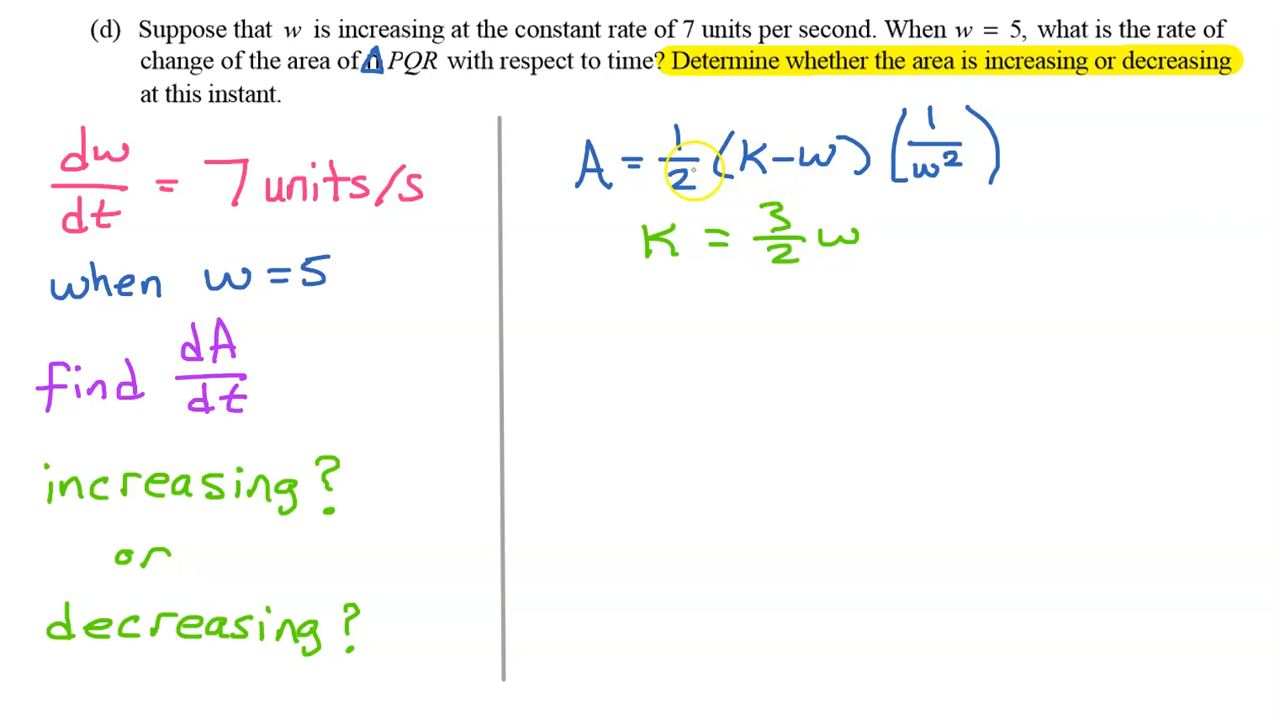 (d) Suppose that w is increasing at the constant rate of 7 units per second. When w = 5, what is the rate of
change of the area of Δ PQR with respect to time? Determine whether the area is increasing or decreasing
at this instant.
dw/dt = 7 units/s
when w = 5
find dA/dt
increasing?
or
decreasing?
A = 1/2 (K-w) (1/w²)
K = 3/2 w